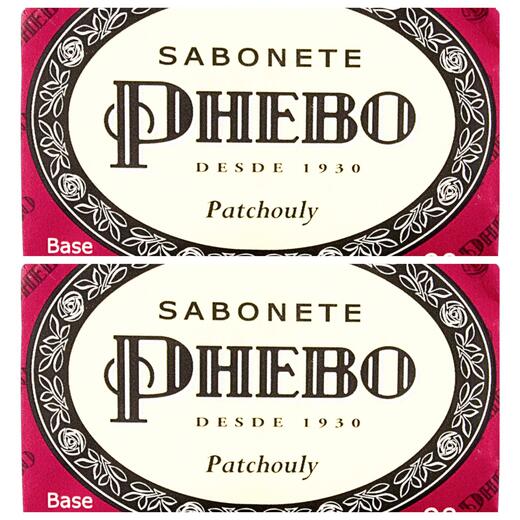 SABONETE
PHEBO
DESDE 1930
Patchouly
Base
SABONETE
PHEBO
DESDE 1930
Patchouly
Base